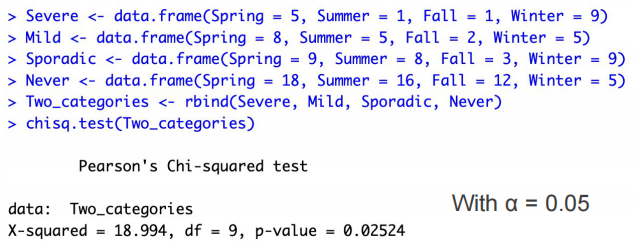 > Severe <- data.frame(Spring = 5, Summer = 1, Fall = 1, Winter = 9)
> Mild <- data.frame(Spring = 8, Summer = 5, Fall = 2, Winter = 5)
> Sporadic <- data.frame(Spring = 9, Summer = 8, Fall = 3, Winter = 9)
> Never <- data.frame(Spring = 18, Summer = 16, Fall = 12, Winter = 5)
> Two_categories <- rbind(Severe, Mild, Sporadic, Never)
> chisq.test(Two_categories)
Pearson's Chi-squared test
With α = 0.05
data: Two_categories
X-squared = 18.994, df = 9, p-value = 0.02524